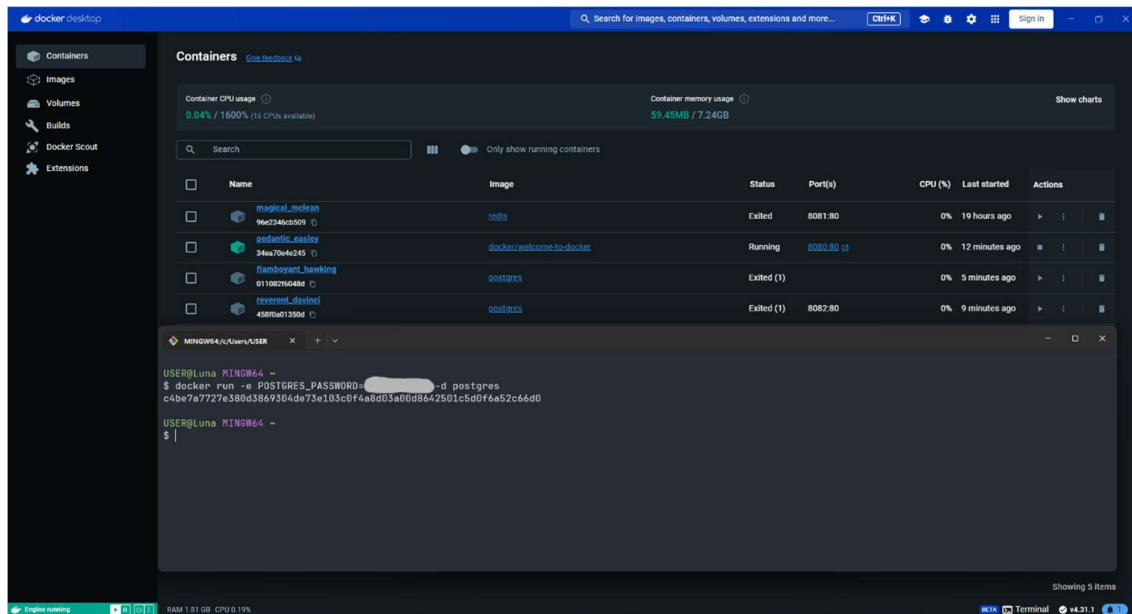 docker desktop
Search for images, containers, volumes, extensions and more...
Ctrl+K
Sign in
Containers
Images
Volumes
Builds
Docker Scout
Extensions
Containers Give feedback
Container CPU usage
0.04% / 1600% (16 CPUs available)
Container memory usage
59.45MB / 7.24GB
Show charts
Search
Only show running containers
Name Image Status Port(s) CPU (%) Last started Actions
magical_mclean
96e2346cb509
redis Exited 8081:80 0% 19 hours ago
pedantic_easley
34ea70e4e245
docker/welcome-to-docker Running 8080:80 0% 12 minutes ago
flamboyant_hawking
011082f6048d
postgres Exited (1) 0% 5 minutes ago
reverent_davinci
458f0a01350d
postgres Exited (1) 8082:80 0% 9 minutes ago
MINGW64:/c/Users/USER
USER@Luna MINGW64 ~
$ docker run -e POSTGRES_PASSWORD= -d postgres
c4be7a7727e380d3869304de73e103c0f4a8d03a00d8642501c5d0f6a52c66d0
USER@Luna MINGW64 ~
$
Showing 5 items
Engine running
RAM 1.81 GB CPU 0.19%
BETA Terminal v4.31.1
1